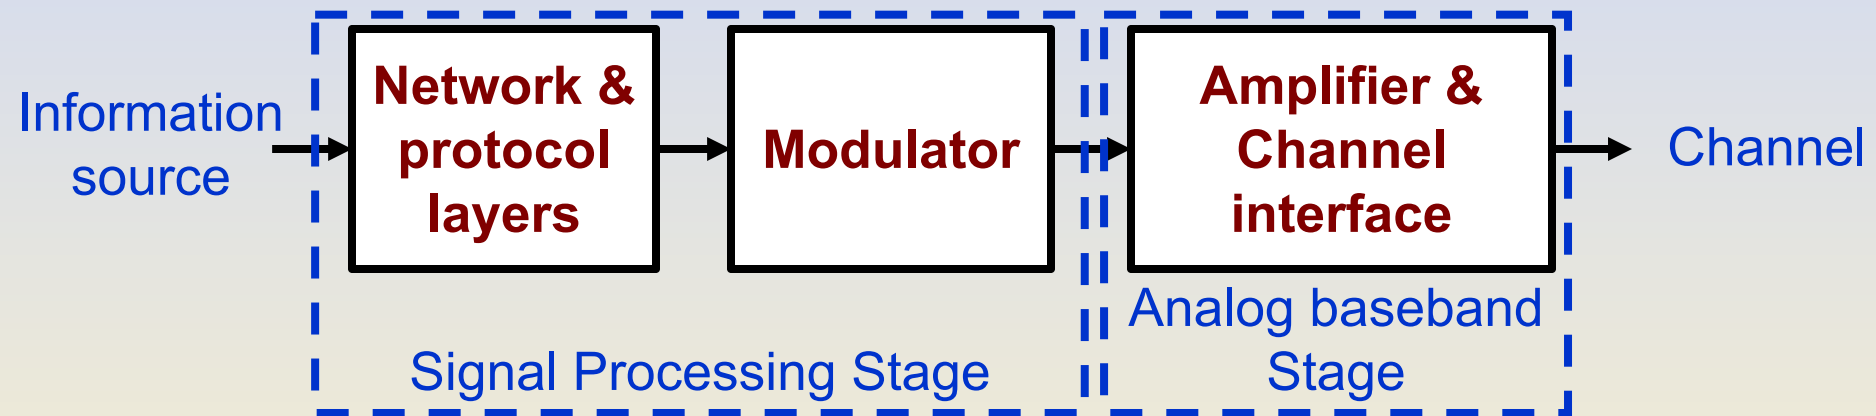 Information
source
Network &
protocol
layers
Modulator
Amplifier &
Channel
interface
Channel
Signal Processing Stage
Analog baseband
Stage